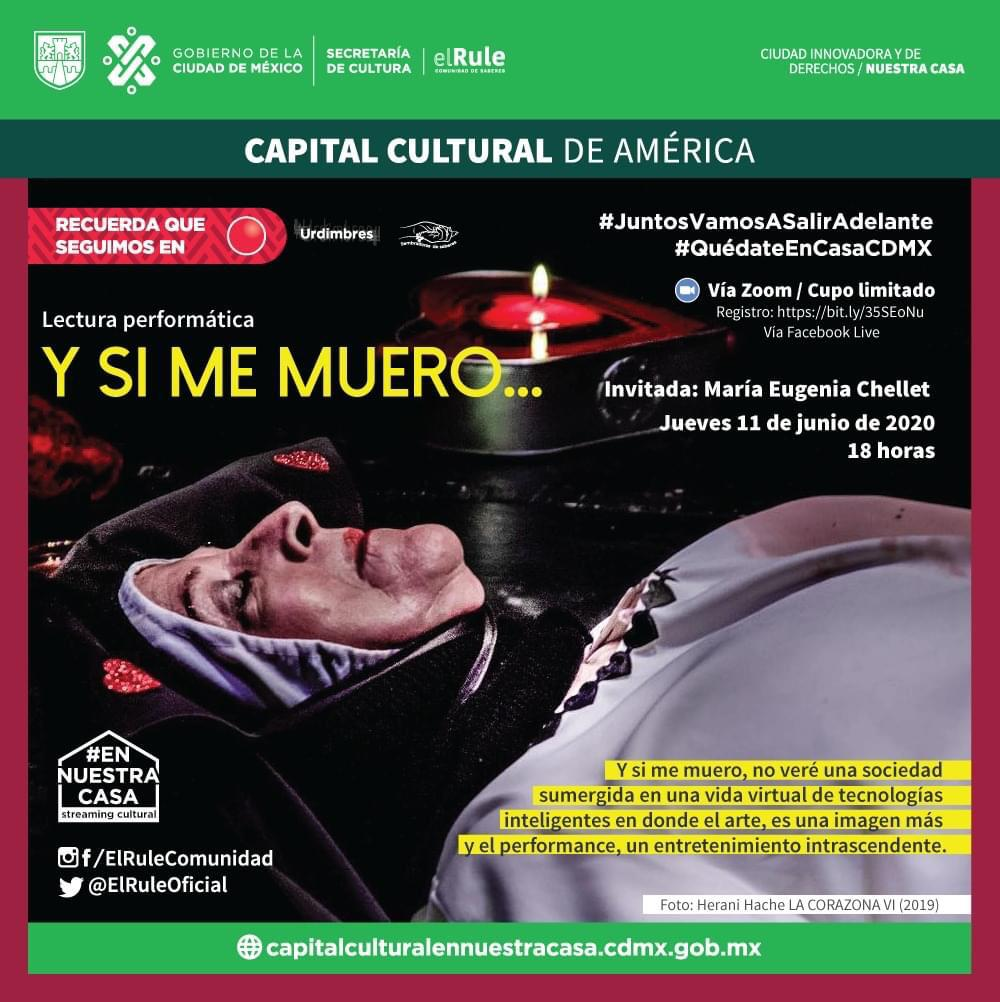 GOBIERNO DE LA
CIUDAD DE MÉXICO
SECRETARÍA
DE CULTURA
elRule
COMUNIDAD DE SABERES
CIUDAD INNOVADORA Y DE
DERECHOS / NUESTRA CASA
CAPITAL CULTURAL DE AMÉRICA
RECUERDA QUE
SEGUIMOS EN
Urdimbres
#JuntosVamosASalirAdelante
#QuédateEnCasaCDMX
Vía Zoom / Cupo limitado
Registro: https://bit.ly/35SEoNu
Vía Facebook Live
Lectura performática
Y SI ME MUERO...
Invitada: María Eugenia Chellet
Jueves 11 de junio de 2020
18 horas
#EN
NUESTRA
CASA
streaming cultural
/ElRuleComunidad
@ElRuleOficial
Y si me muero, no veré una sociedad
sumergida en una vida virtual de tecnologías
inteligentes en donde el arte, es una imagen más
y el performance, un entretenimiento intrascendente.
Foto: Herani Hache LA CORAZONA VI (2019)
capitalculturalennuestracasa.cdmx.gob.mx